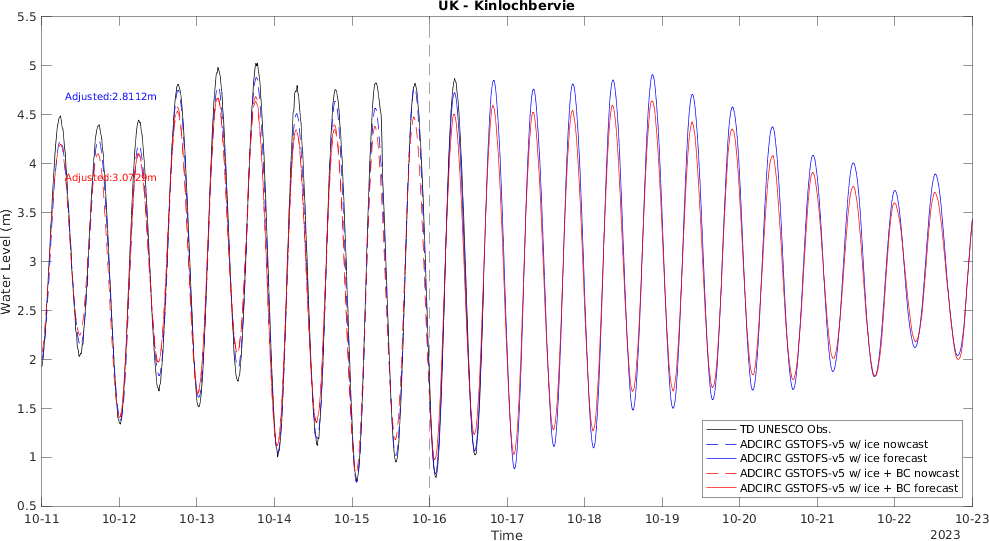 UK - Kinlochbervie
5.5
5
4.5
4
3.5
3
2.5
2
1.5
1
0.5
Water Level (m)
Adjusted:2.8112m
Adjusted:3.0729m
TD UNESCO Obs.
ADCIRC GSTOFS-v5 w/ ice nowcast
ADCIRC GSTOFS-v5 w/ ice forecast
ADCIRC GSTOFS-v5 w/ ice + BC nowcast
ADCIRC GSTOFS-v5 w/ ice + BC forecast
10-11 10-12 10-13 10-14 10-15 10-16 10-17 10-18 10-19 10-20 10-21 10-22 10-23
Time
2023